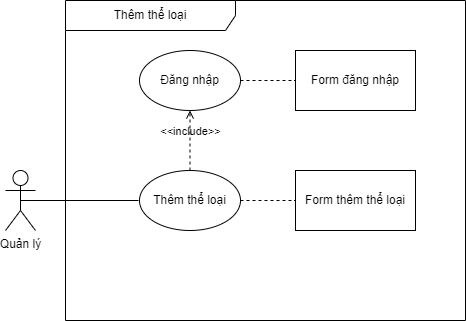 Thêm thể loại
Đăng nhập
Form đăng nhập
<<include>>
Thêm thể loại
Form thêm thể loại
Quản lý